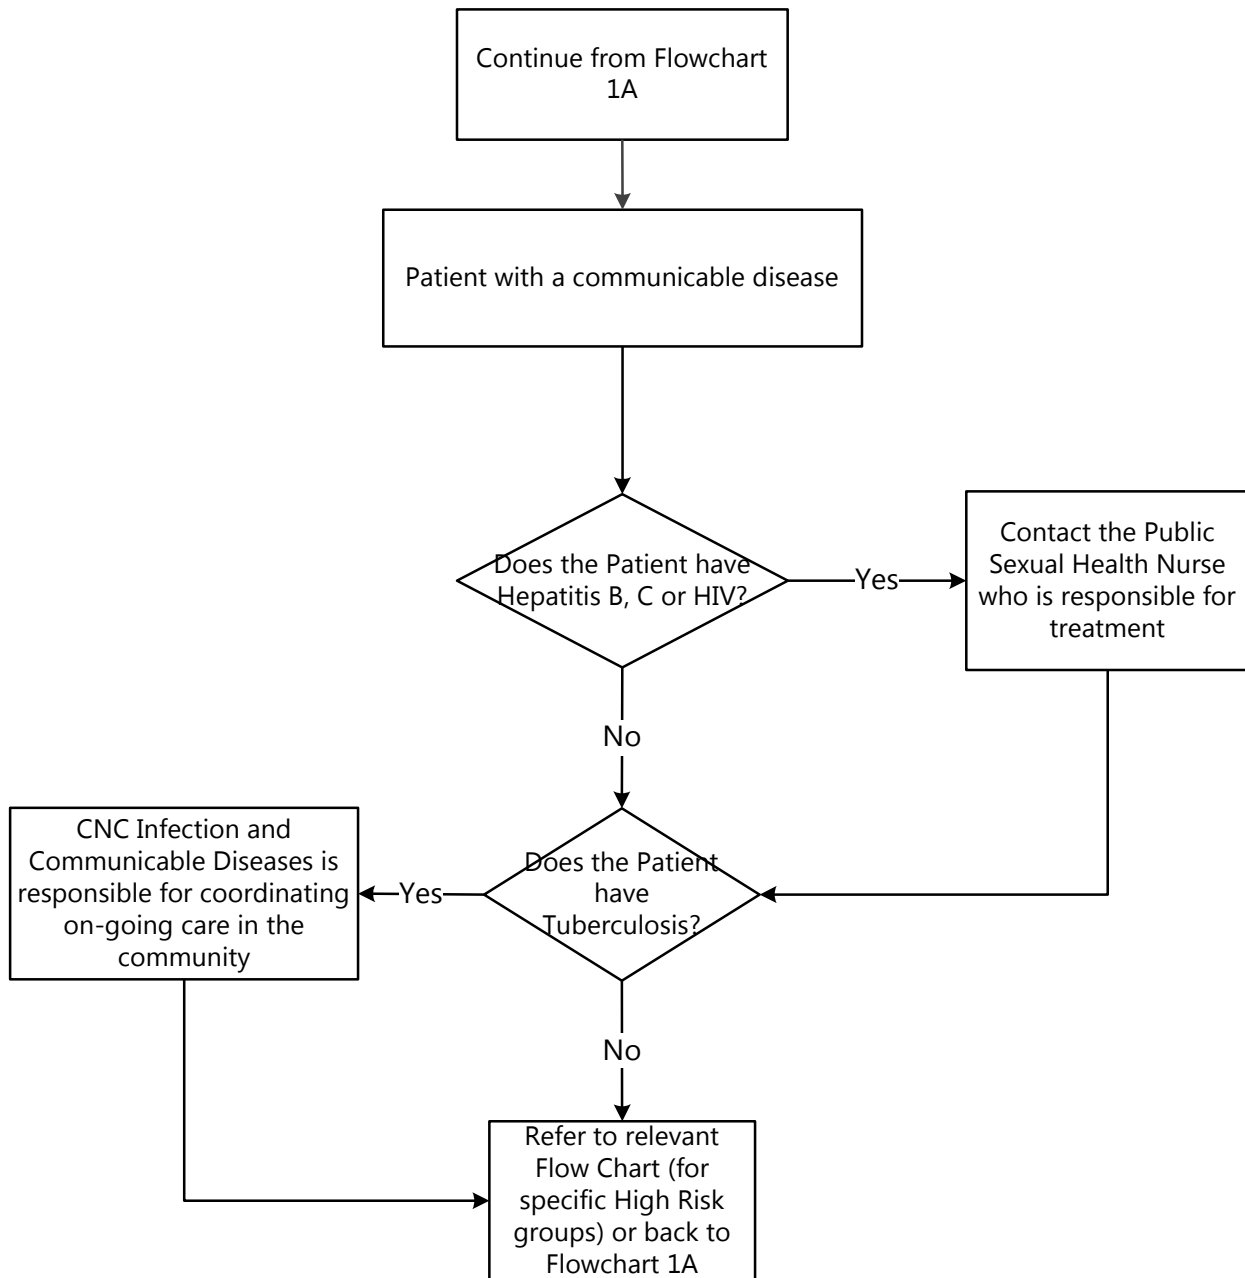 Continue from Flowchart
1A
Patient with a communicable disease
Does the Patient have
Hepatitis B, C or HIV?
Yes
Contact the Public
Sexual Health Nurse
who is responsible for
treatment
No
CNC Infection and
Communicable Diseases is
responsible for coordinating
on-going care in the
community
Yes
Does the Patient
have
Tuberculosis?
No
Refer to relevant
Flow Chart (for
specific High Risk
groups) or back to
Flowchart 1A